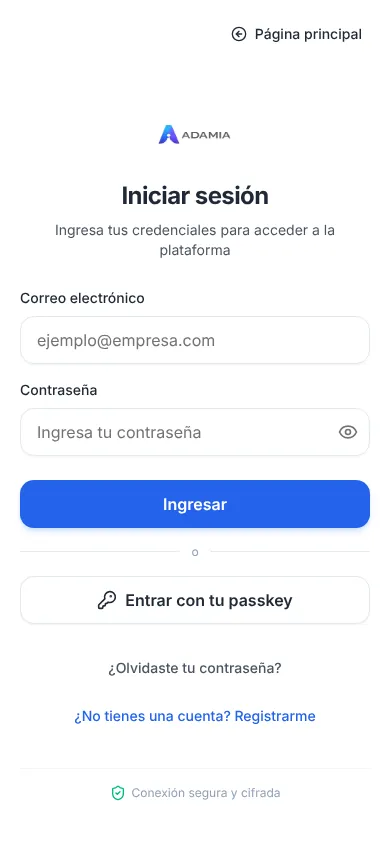 Página principal
ADAMIA
Iniciar sesión
Ingresa tus credenciales para acceder a la
plataforma
Correo electrónico
ejemplo@empresa.com
Contraseña
Ingresa tu contraseña
Ingresar
o
Entrar con tu passkey
¿Olvidaste tu contraseña?
¿No tienes una cuenta? Registrarme
Conexión segura y cifrada